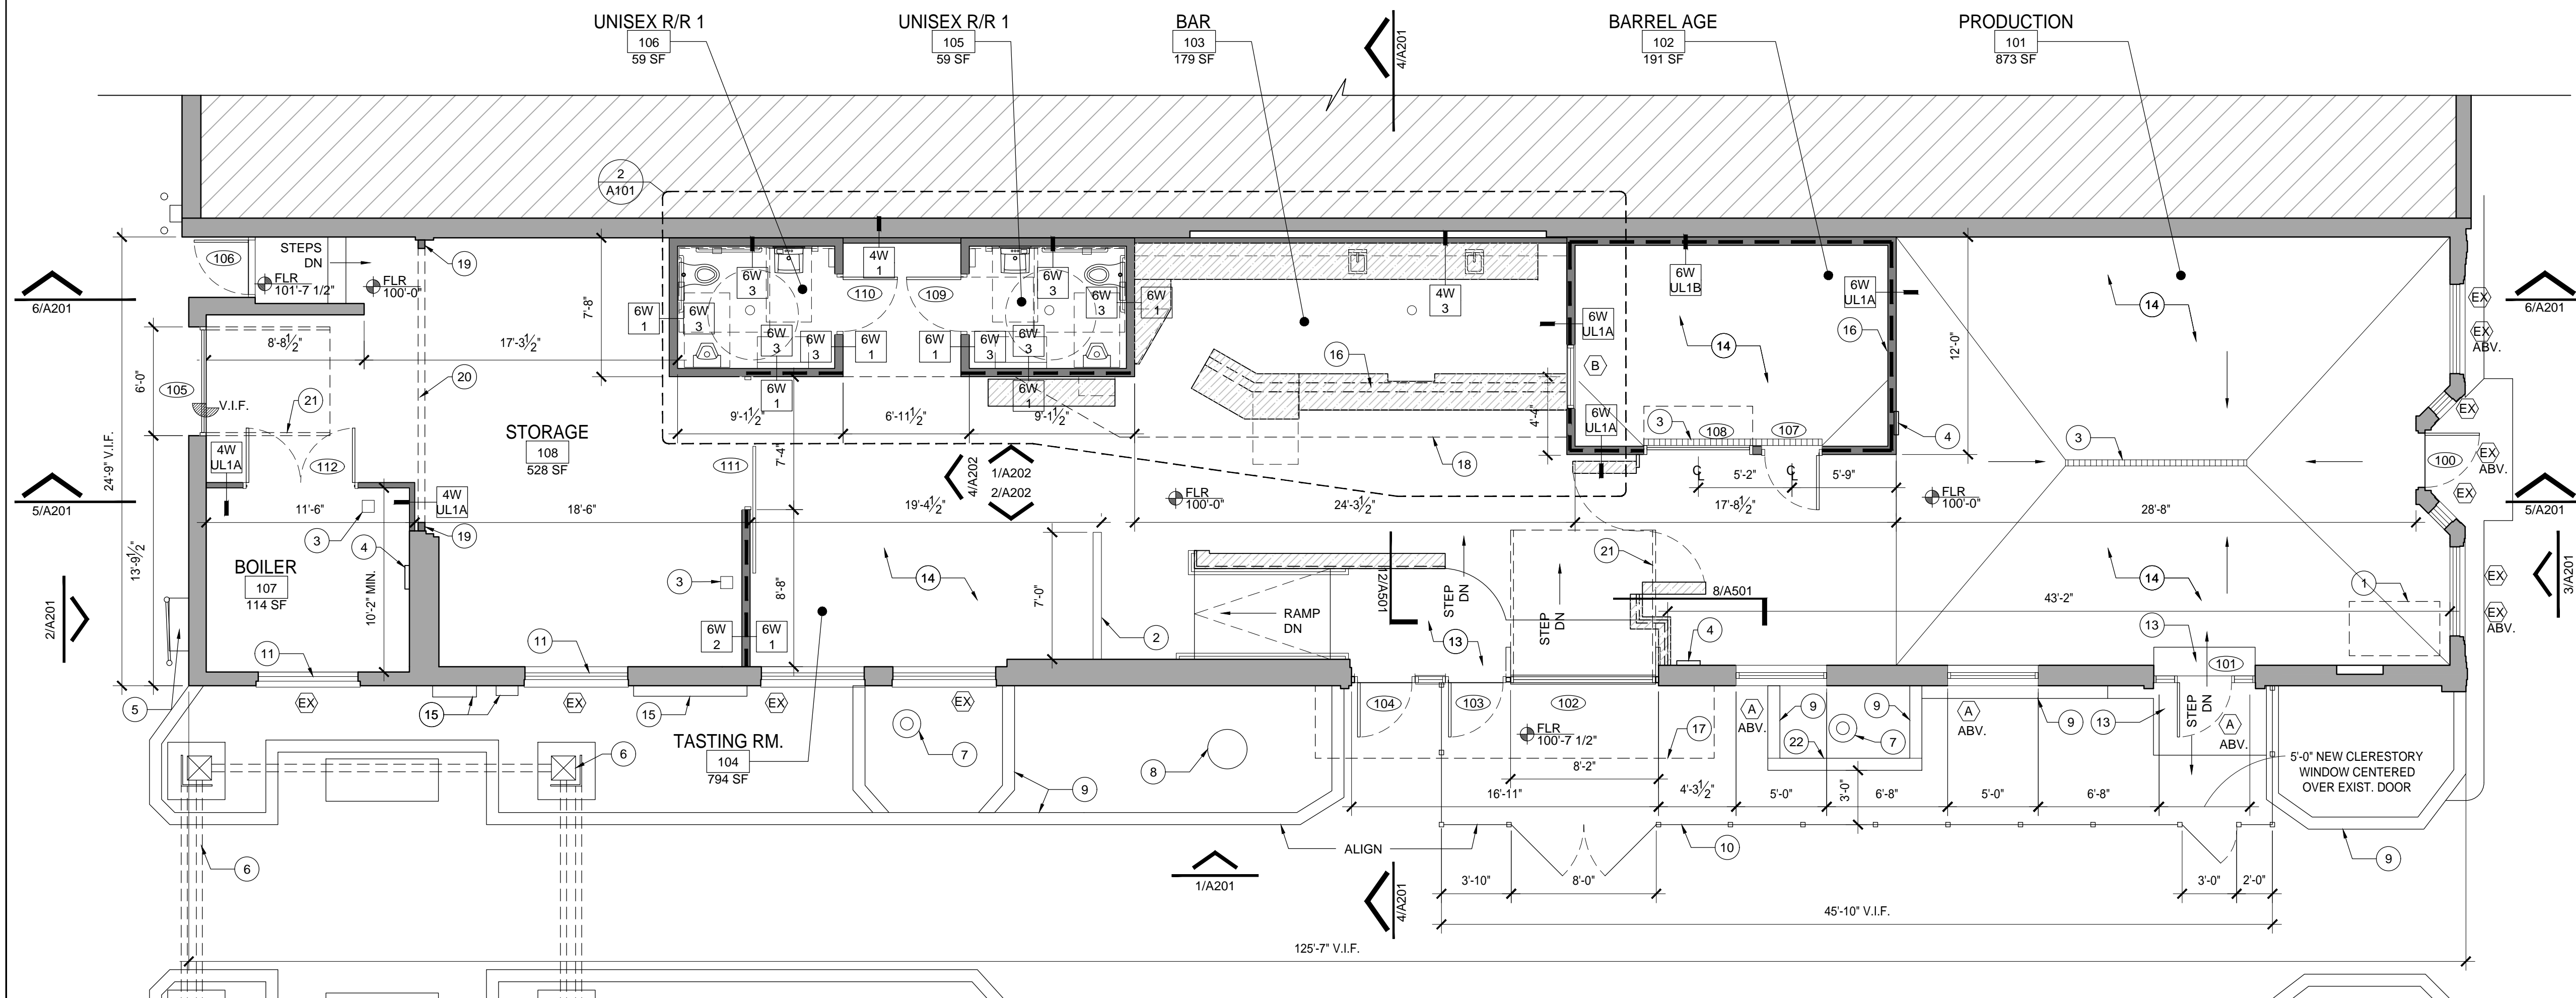 UNISEX R/R 1
106
59 SF
UNISEX R/R 1
105
59 SF
BAR
103
179 SF
4/A201
BARREL AGE
102
191 SF
PRODUCTION
101
873 SF
2
A101
106
STEPS
DN
FLR
101'-7 1/2"
FLR
100'-0"
19
7'-8"
6W
3
4W
1
6W
3
110
109
6W
1
6W
3
6W
3
6W
3
6W
1
6W
1
6W
3
6W
3
6W
1
6W
1
6W
3
6W
3
6W
1
4W
3
6W
UL1B
6W
UL1A
6W
UL1A
B
16
14
16
12'-0"
14
EX
EX
ABV.
6/A201
6/A201
8'-8 1/2"
17'-3 1/2"
6'-0"
105
V.I.F.
21
20
9'-1 1/2"
6'-11 1/2"
9'-1 1/2"
4'-4"
6W
UL1A
3
108
107
4
3
EX
100
EX
ABV.
EX
24'-9" V.I.F.
STORAGE
108
528 SF
4W
UL1A
112
111
7'-4"
4/A202
1/A202
2/A202
18
℄
5'-2"
℄
5'-9"
FLR
100'-0"
FLR
100'-0"
5/A201
5/A201
4W
UL1A
11'-6"
18'-6"
19'-4 1/2"
24'-3 1/2"
17'-8 1/2"
28'-8"
3
19
4
13'-9 1/2"
BOILER
107
114 SF
10'-2" MIN.
3
8'-8"
14
7'-0"
12/A501
STEP
DN
21
STEP
DN
8/A501
14
1
EX
EX
ABV.
3/A201
2/A201
RAMP
DN
43'-2"
6W
2
6W
1
2
13
4
13
101
11
11
EX
EX
EX
EX
5
15
15
104
103
102
FLR
100'-7 1/2"
17
A
ABV.
9
9
22
7
A
ABV.
9
13
STEP
DN
A
ABV.
TASTING RM.
104
794 SF
6
7
8
9
8'-2"
16'-11"
4'-3 1/2"
5'-0"
3'-0"
6'-8"
5'-0"
6'-8"
5'-0" NEW CLERESTORY
WINDOW CENTERED
OVER EXIST. DOOR
6
ALIGN
10
9
1/A201
4/A201
3'-10"
8'-0"
3'-0"
2'-0"
45'-10" V.I.F.
125'-7" V.I.F.